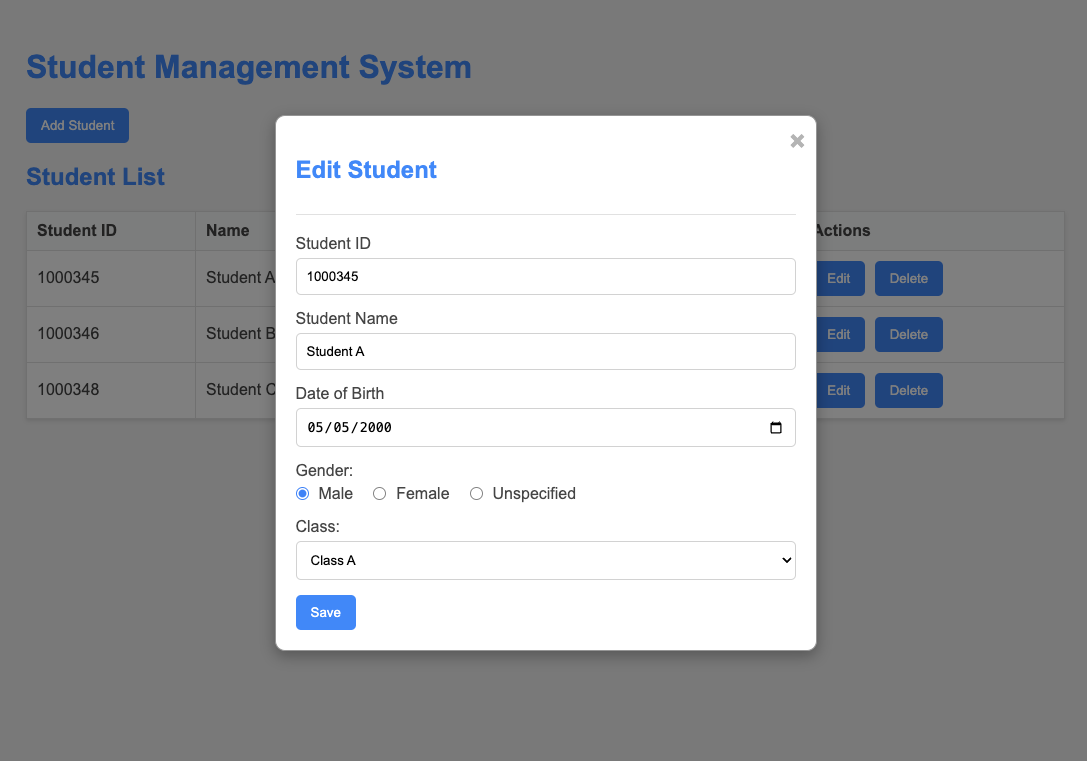 Student Management System
Add Student
Student List
Student ID Name Actions
1000345 Student A Edit Delete
1000346 Student B Edit Delete
1000348 Student C Edit Delete
✖
Edit Student
Student ID
1000345
Student Name
Student A
Date of Birth
05/05/2000
Gender:
Male Female Unspecified
Class:
Class A
Save